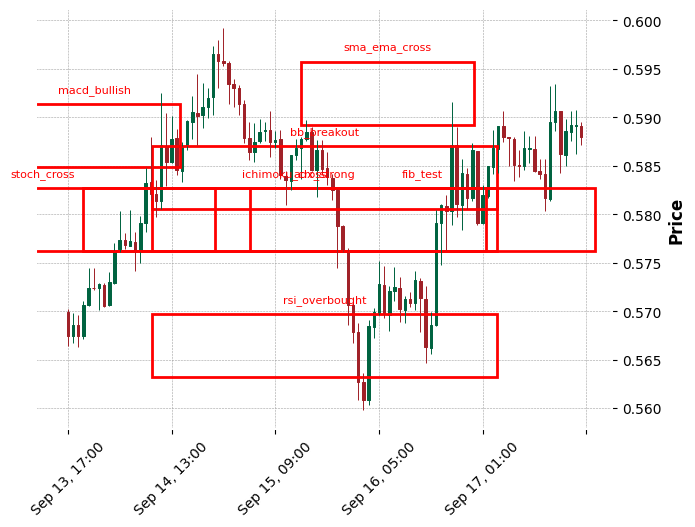 0.600
sma_ema_cross
0.595
macd_bullish
0.590
bb_breakout
0.585
stoch_cross
fib_test
0.580
Price
0.575
rsi_overbought
0.570
0.565
0.560
Sep 13, 17:00
Sep 14, 13:00
Sep 15, 09:00
Sep 16, 05:00
Sep 17, 01:00